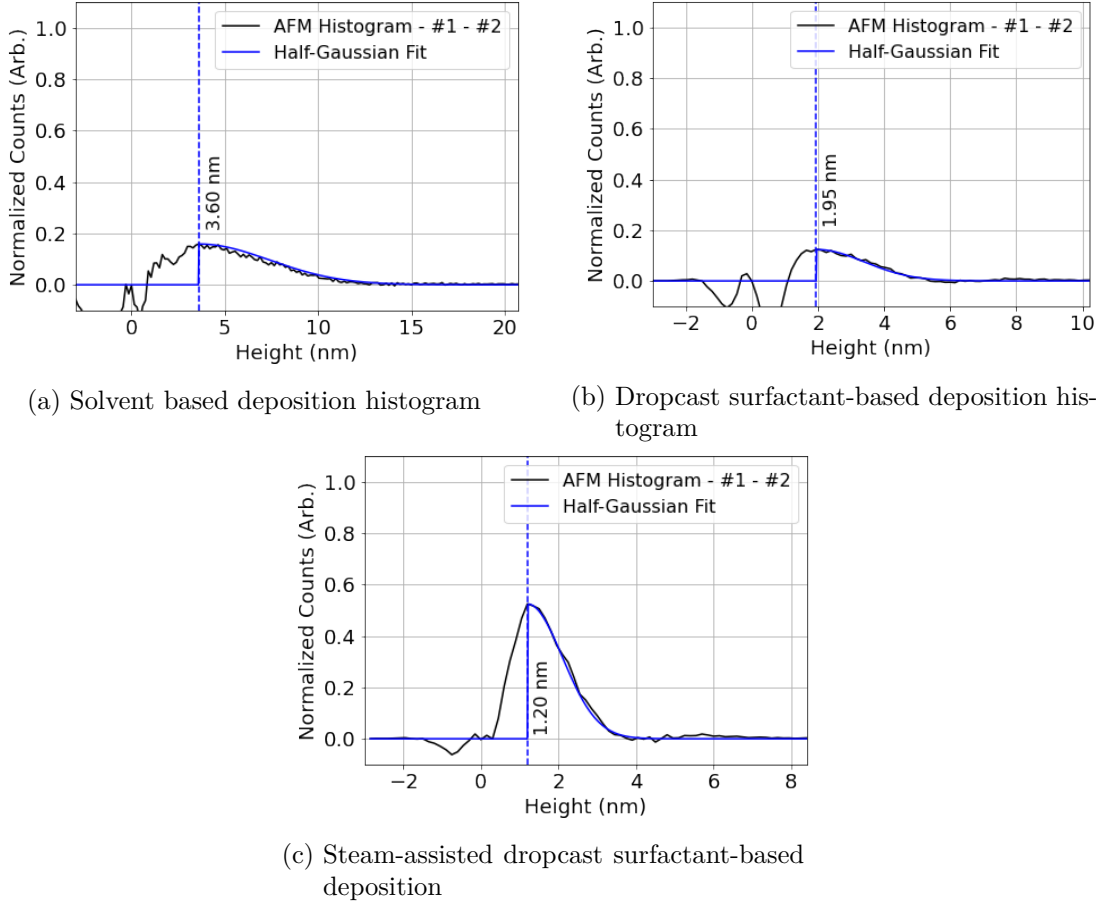 AFM Histogram - #1 - #2
Half-Gaussian Fit
Normalized Counts (Arb.)
1.0
0.8
0.6
0.4
0.2
0.0
3.60 nm
0 5 10 15 20
Height (nm)
(a) Solvent based deposition histogram
AFM Histogram - #1 - #2
Half-Gaussian Fit
Normalized Counts (Arb.)
1.0
0.8
0.6
0.4
0.2
0.0
1.95 nm
−2 0 2 4 6 8 10
Height (nm)
(b) Dropcast surfactant-based deposition his-
togram
AFM Histogram - #1 - #2
Half-Gaussian Fit
Normalized Counts (Arb.)
1.0
0.8
0.6
0.4
0.2
0.0
1.20 nm
−2 0 2 4 6 8
Height (nm)
(c) Steam-assisted dropcast surfactant-based
deposition